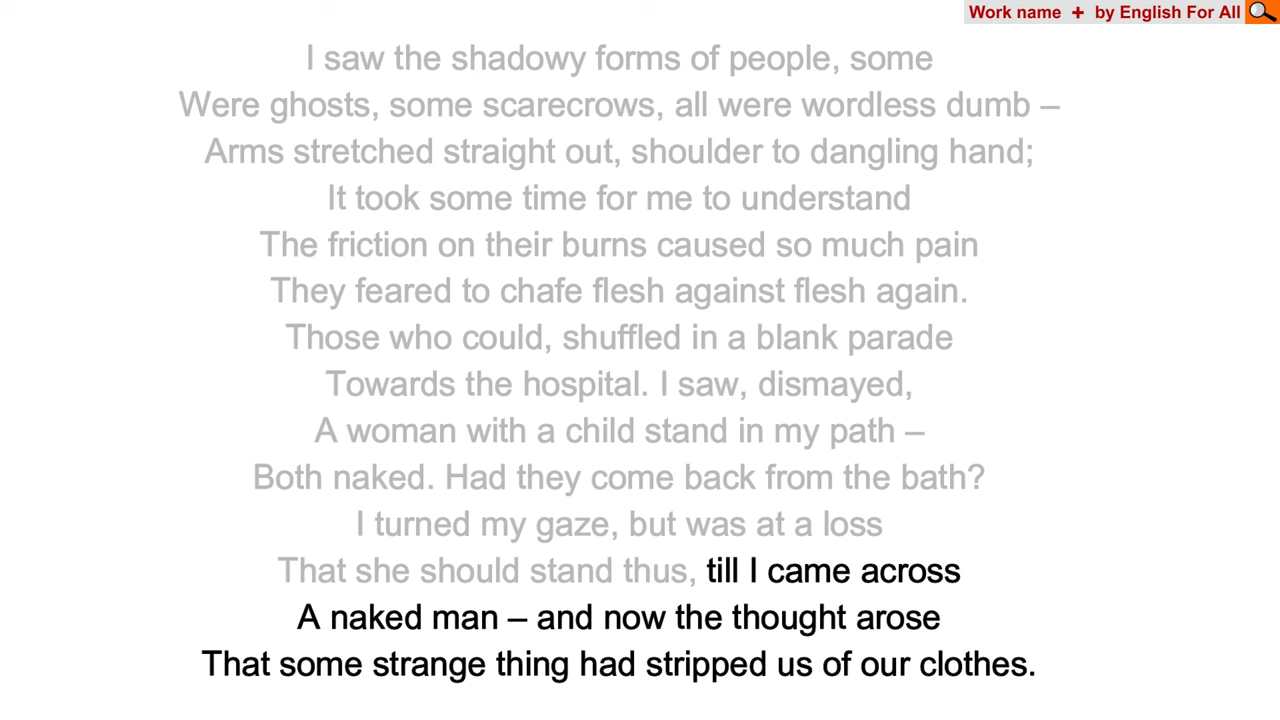 Work name + by English For All
I saw the shadowy forms of people, some
Were ghosts, some scarecrows, all were wordless dumb –
Arms stretched straight out, shoulder to dangling hand;
It took some time for me to understand
The friction on their burns caused so much pain
They feared to chafe flesh against flesh again.
Those who could, shuffled in a blank parade
Towards the hospital. I saw, dismayed,
A woman with a child stand in my path –
Both naked. Had they come back from the bath?
I turned my gaze, but was at a loss
That she should stand thus, till I came across
A naked man – and now the thought arose
That some strange thing had stripped us of our clothes.